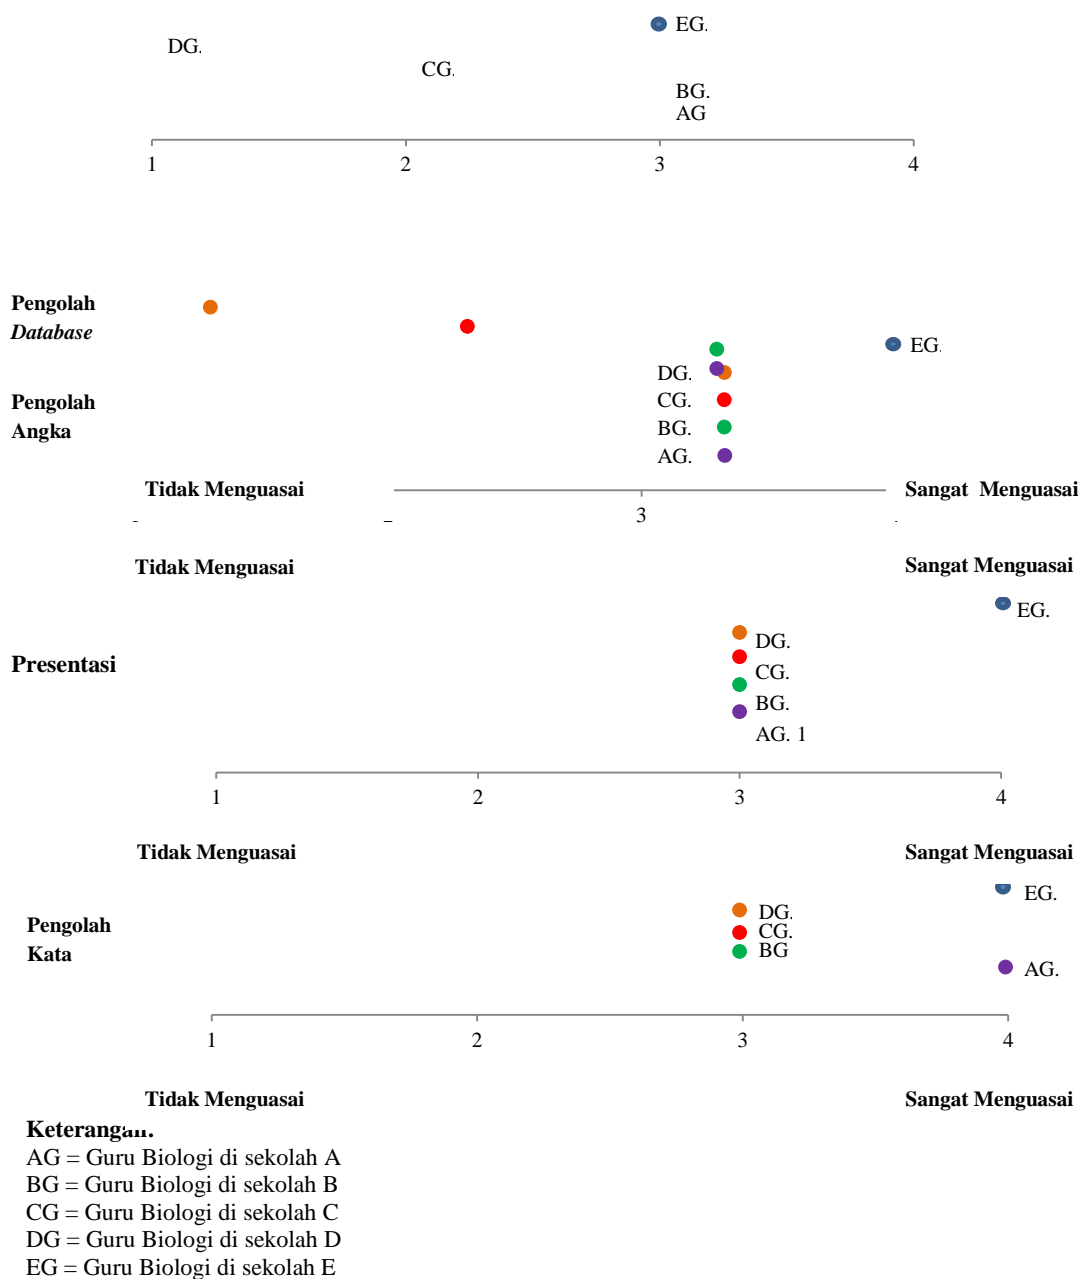 EG.
DG.
CG.
BG.
AG
1 2 3 4
Pengolah
Database
EG.
DG.
Pengolah
CG.
Angka
BG.
AG.
Tidak Menguasai
Sangat Menguasai
3
Tidak Menguasai
Sangat Menguasai
EG.
DG.
Presentasi
CG.
BG.
AG. 1
1 2 3 4
Tidak Menguasai
Sangat Menguasai
EG.
DG.
Pengolah
CG.
Kata
BG
AG.
1 2 3 4
Tidak Menguasai
Sangat Menguasai
Keterangan:
AG = Guru Biologi di sekolah A
BG = Guru Biologi di sekolah B
CG = Guru Biologi di sekolah C
DG = Guru Biologi di sekolah D
EG = Guru Biologi di sekolah E